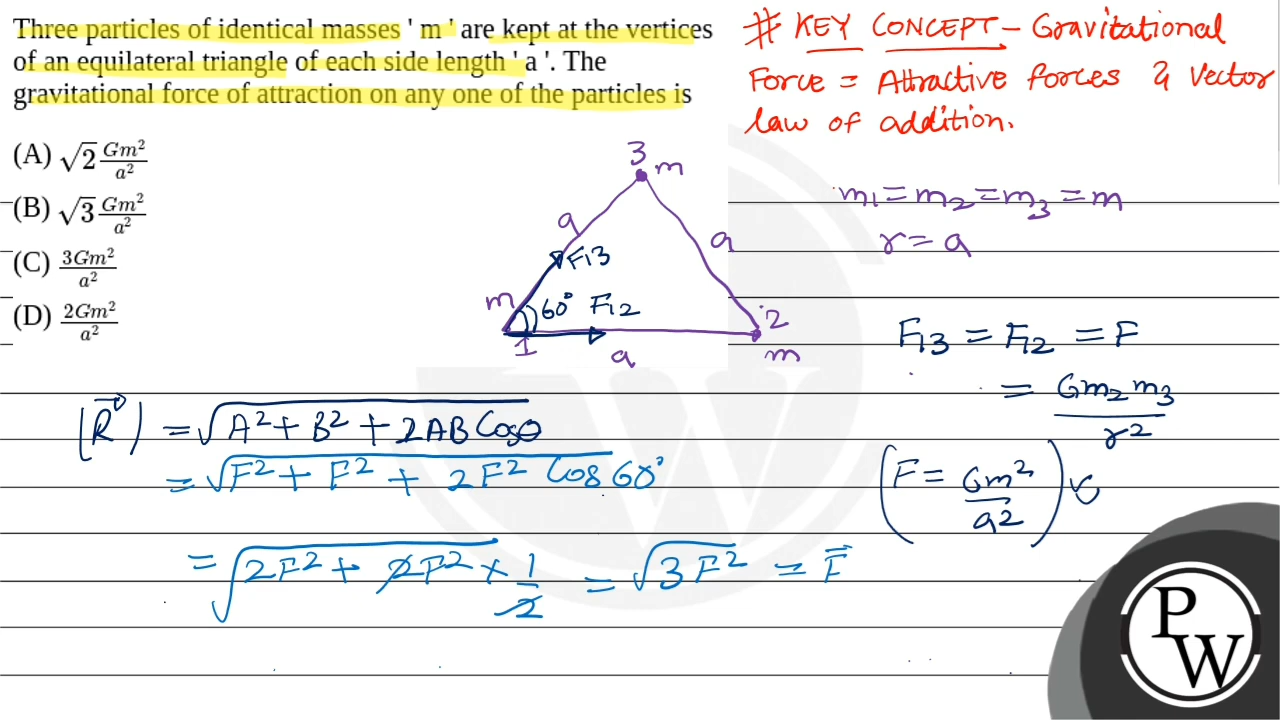 Three particles of identical masses ' m ' are kept at the vertices
of an equilateral triangle of each side length ' a '. The
gravitational force of attraction on any one of the particles is
(A) √2 Gm²/a²
(B) √3 Gm²/a²
(C) 3Gm²/a²
(D) 2Gm²/a²
# KEY CONCEPT - Gravitational
Force = Attractive forces & Vector
law of addition.
3
m
a
a
F13
m
60° F12
1
a
2
m
m1 = m2 = m3 = m
r = a
F13 = F12 = F
= Gm2 m3/r2
(F = Gm2/a2)
|R⃗| = √A2 + B2 + 2AB Cosθ
= √F2 + F2 + 2F2 Cos 60°
= √2F2 + 2F2 × 1/2 = √3F2 = F⃗
P
W